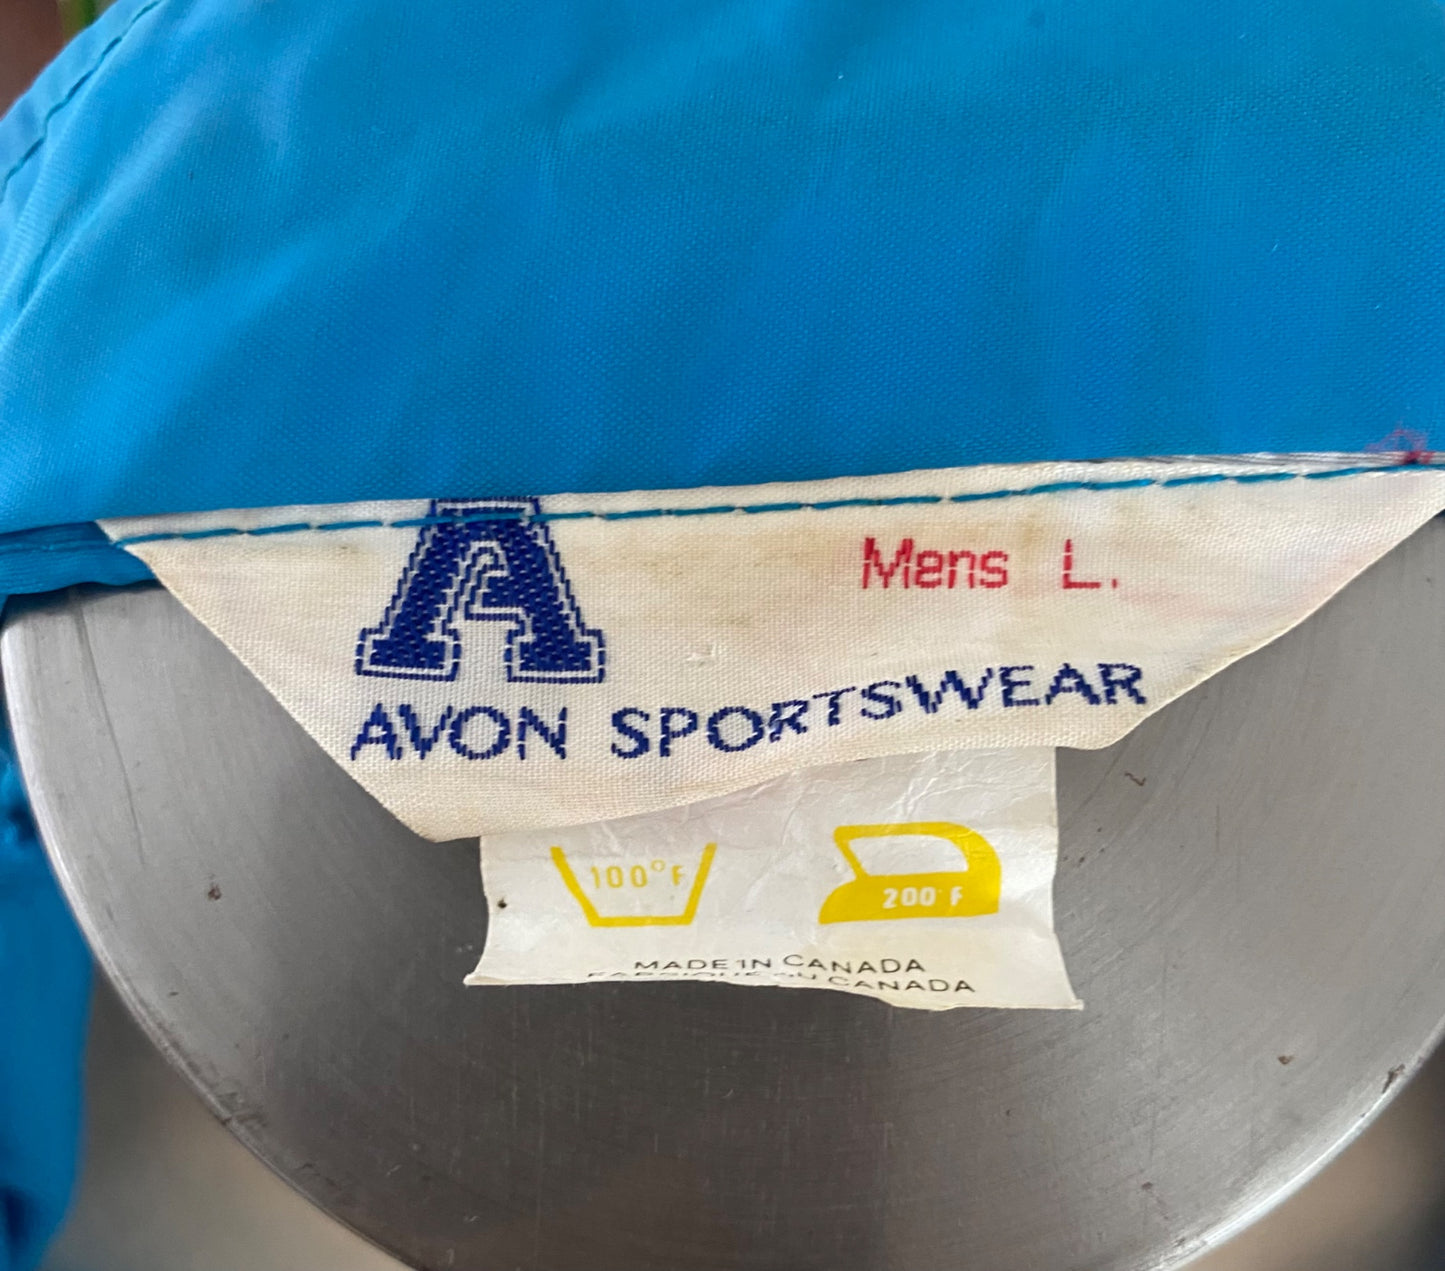 A
Mens L.
AVON SPORTSWEAR
100°F
200°F
MADE IN CANADA
FABRIQUE AU CANADA